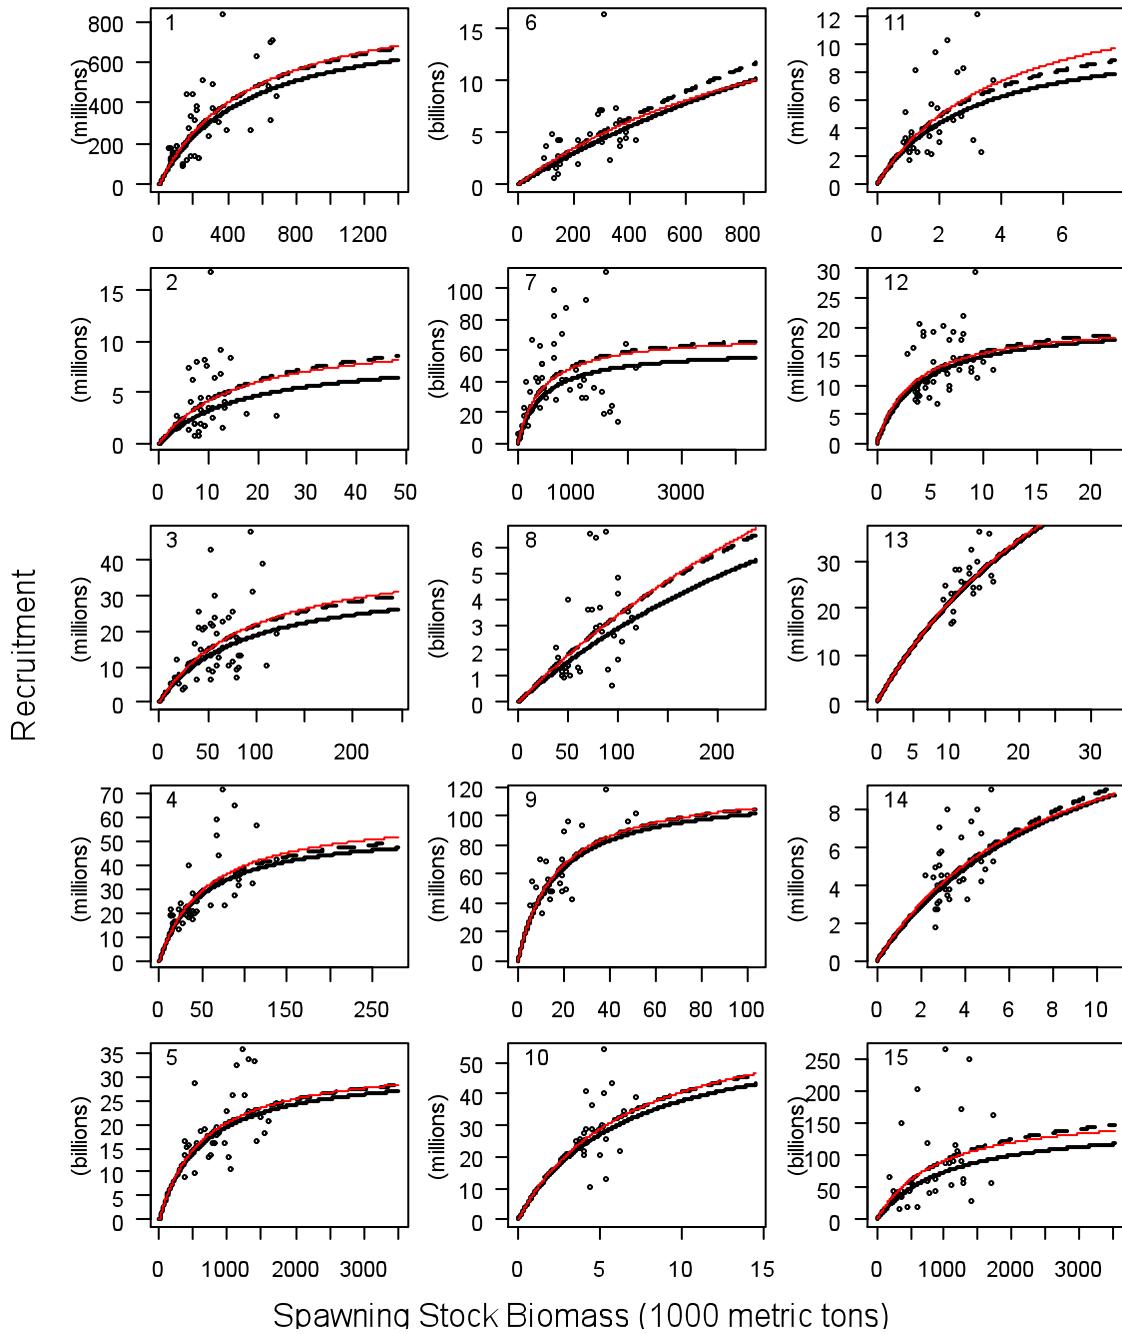 1
(millions)
0 200 400 600 800
0 400 800 1200
6
(billions)
0 5 10 15
0 200 400 600 800
11
(millions)
0 2 4 6 8 10 12
0 2 4 6
2
(millions)
0 5 10 15
0 10 20 30 40 50
7
(billions)
0 20 40 60 80 100
0 1000 3000
12
(millions)
0 5 10 15 20 25 30
0 5 10 15 20
3
(millions)
0 10 20 30 40
0 50 100 200
8
(billions)
0 1 2 3 4 5 6
0 50 100 200
13
(millions)
0 10 20 30
0 5 10 20 30
4
(millions)
0 10 20 30 40 50 60 70
0 50 150 250
9
(millions)
0 20 40 60 80 100 120
0 20 40 60 80 100
14
(millions)
0 2 4 6 8
0 2 4 6 8 10
5
(billions)
0 5 10 15 20 25 30 35
0 1000 2000 3000
10
(millions)
0 10 20 30 40 50
0 5 10 15
15
(billions)
0 50 100 150 200 250
0 1000 2000 3000
Recruitment
Spawning Stock Biomass (1000 metric tons)